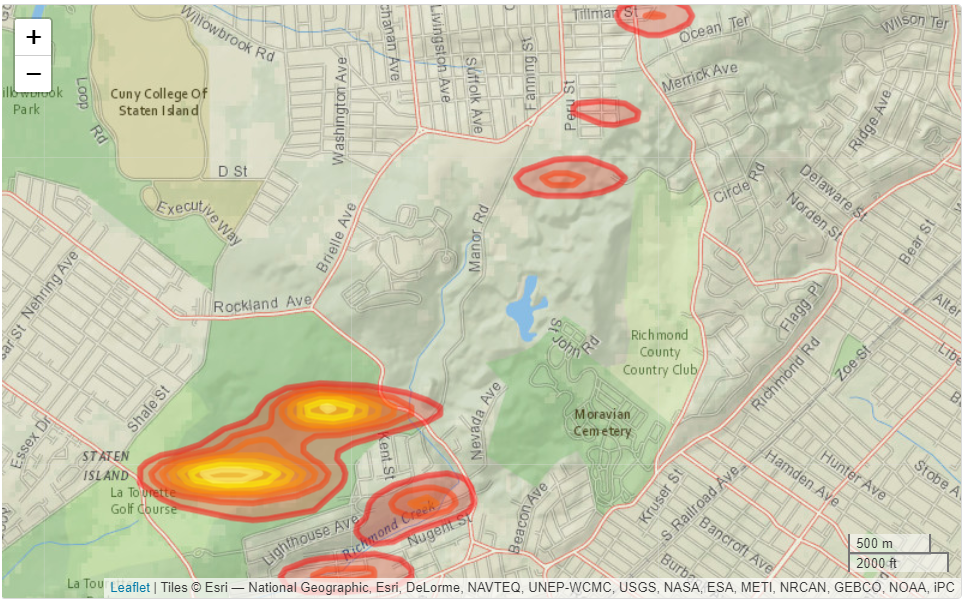 +
−
Willowbrook Rd
Livingston Ave
Suffolk Ave
Fanning St
Tillman St
Ocean Ter
Wilson Ter
Merrick Ave
Washington Ave
Peru St
Park
Loop
Rd
Cuny College Of
Staten Island
Ridge Ave
D St
Circle Rd
Delaware St
Norden St
Executive Way
Brielle Ave
Manor Rd
Bear St
Nehring Ave
Rockland Ave
Flagg Pl
St
John Rd
Richmond
County
Country Club
Richmond Rd
Zoe St
Essex Dr
Shale St
Nevada Ave
Moravian
Cemetery
STATEN
ISLAND
La Tourette
Golf Course
Kent St
Kruser St
S Railroad Ave
Hamden Ave
Hunter Ave
Bancroft Ave
Lighthouse Ave
Richmond Creek
Nugent St
Beacon Ave
500 m
2000 ft
Leaflet | Tiles © Esri — National Geographic, Esri, DeLorme, NAVTEQ, UNEP-WCMC, USGS, NASA, ESA, METI, NRCAN, GEBCO, NOAA, iPC